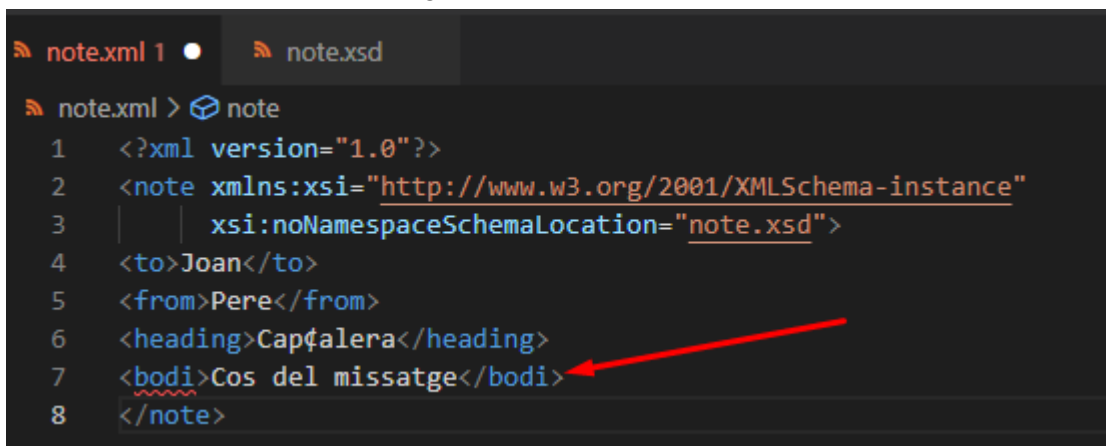 note.xml 1 ● note.xsd
note.xml > note
1 <?xml version="1.0"?>
2 <note xmlns:xsi="http://www.w3.org/2001/XMLSchema-instance"
3 xsi:noNamespaceSchemaLocation="note.xsd">
4 <to>Joan</to>
5 <from>Pere</from>
6 <heading>Cap¢alera</heading>
7 <bodi>Cos del missatge</bodi>
8 </note>